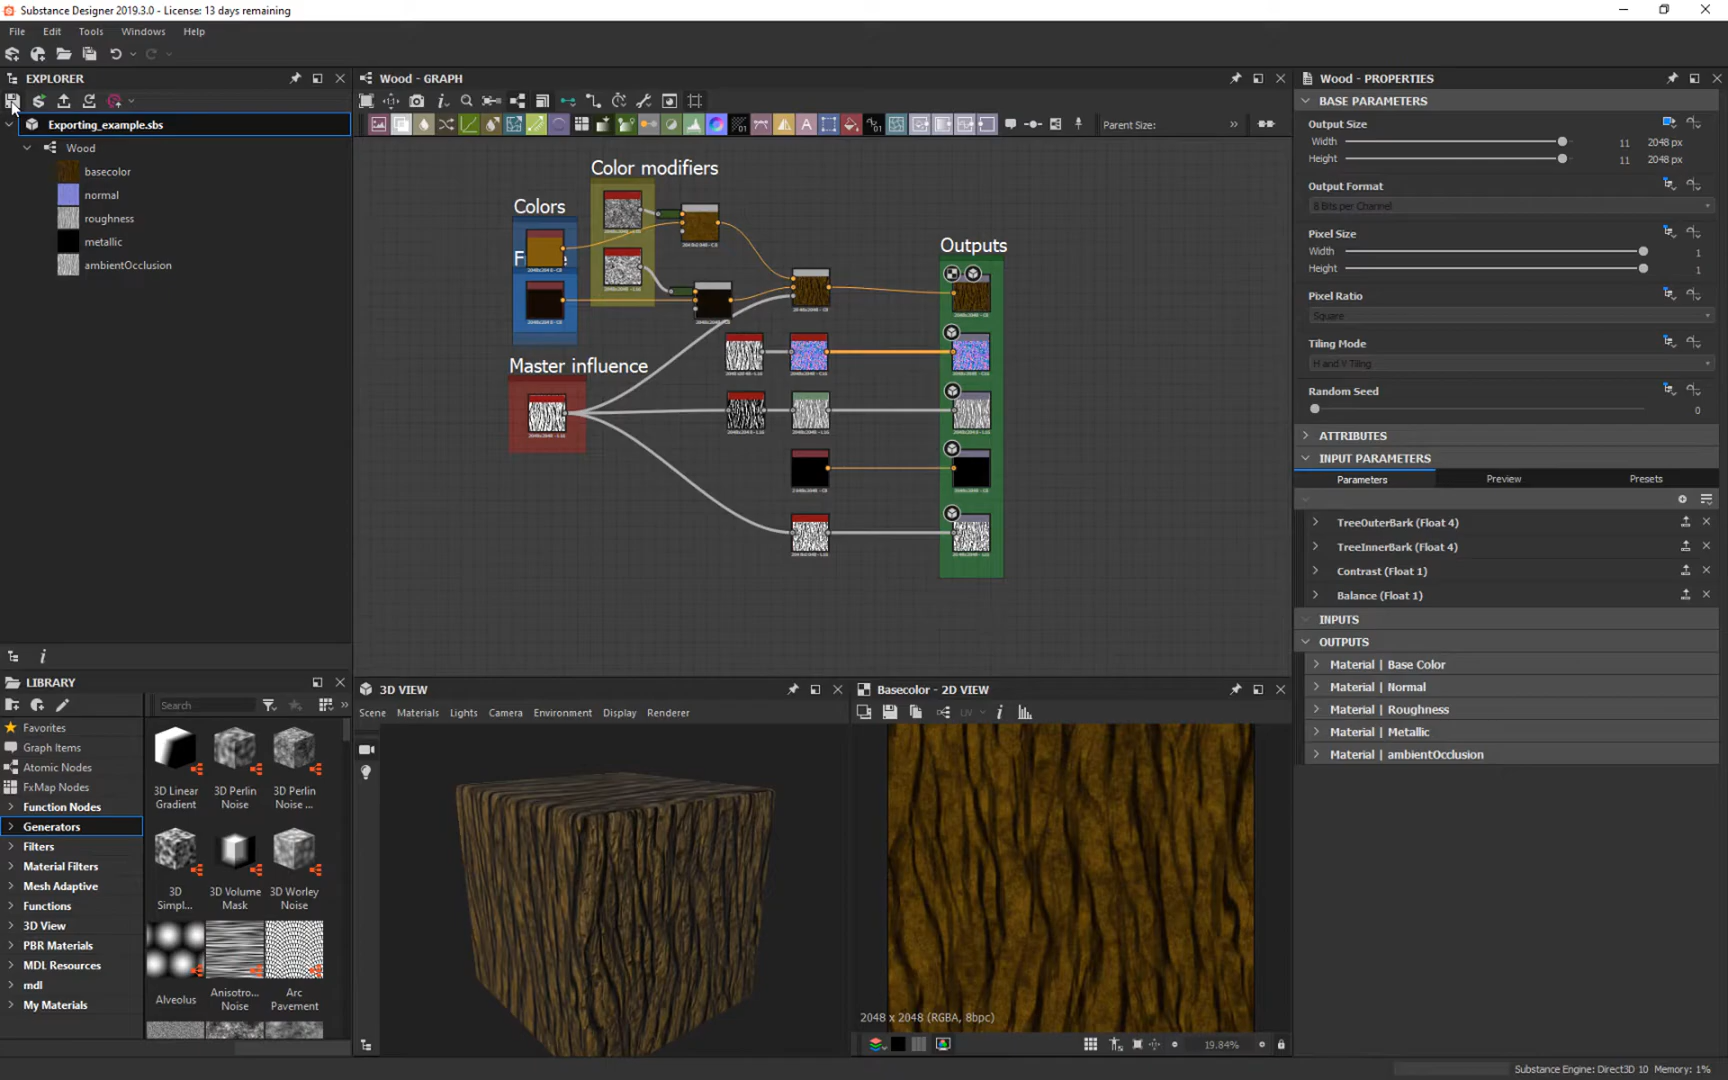 Substance Designer 2019.3.0 - License: 13 days remaining
File Edit Tools Windows Help
EXPLORER
Exporting_example.sbs
Wood
basecolor
normal
roughness
metallic
ambientOcclusion
LIBRARY
Search
Favorites
Graph Items
Atomic Nodes
FxMap Nodes
Function Nodes
Generators
Filters
Material Filters
Mesh Adaptive
Functions
3D View
PBR Materials
MDL Resources
mdl
My Materials
3D Linear Gradient
3D Perlin Noise
3D Perlin Noise ...
3D Simpl...
3D Volume Mask
3D Worley Noise
Alveolus
Anisotro... Noise
Arc Pavement
Wood - GRAPH
Parent Size:
Color modifiers
Colors
Outputs
Master influence
3D VIEW
Scene Materials Lights Camera Environment Display Renderer
Basecolor - 2D VIEW
UV
2048 x 2048 (RGBA, 8bpc)
19.84%
Wood - PROPERTIES
BASE PARAMETERS
Output Size
Width 11 2048 px
Height 11 2048 px
Output Format
8 Bits per Channel
Pixel Size
Width 1
Height 1
Pixel Ratio
Square
Tiling Mode
H and V Tiling
Random Seed
0
ATTRIBUTES
INPUT PARAMETERS
Parameters Preview Presets
TreeOuterBark (Float 4)
TreeInnerBark (Float 4)
Contrast (Float 1)
Balance (Float 1)
INPUTS
OUTPUTS
Material | Base Color
Material | Normal
Material | Roughness
Material | Metallic
Material | ambientOcclusion
Substance Engine: Direct3D 10 Memory: 1%